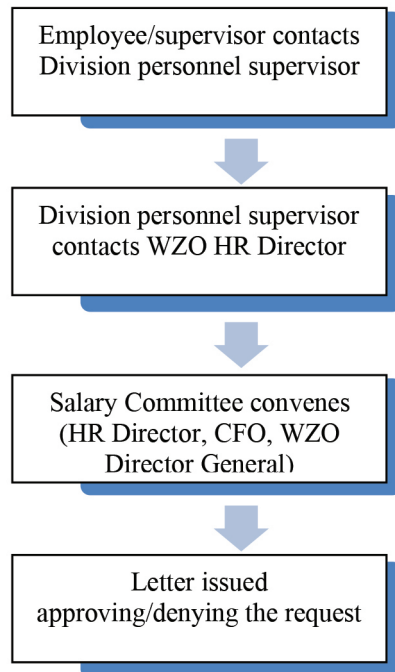 Employee/supervisor contacts
Division personnel supervisor
Division personnel supervisor
contacts WZO HR Director
Salary Committee convenes
(HR Director, CFO, WZO
Director General)
Letter issued
approving/denying the request